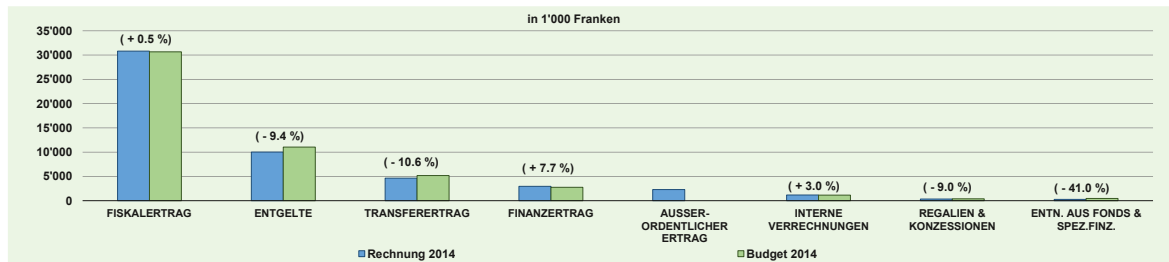 in 1'000 Franken
35'000
30'000
25'000
20'000
15'000
10'000
5'000
0
( + 0.5 %)
( - 9.4 %)
( - 10.6 %)
( + 7.7 %)
( + 3.0 %)
( - 9.0 %)
( - 41.0 %)
FISKALERTRAG
ENTGELTE
TRANSFERERTRAG
FINANZERTRAG
AUSSER-
ORDENTLICHER
ERTRAG
INTERNE
VERRECHNUNGEN
REGALIEN &
KONZESSIONEN
ENTN. AUS FONDS &
SPEZ.FINZ.
Rechnung 2014
Budget 2014